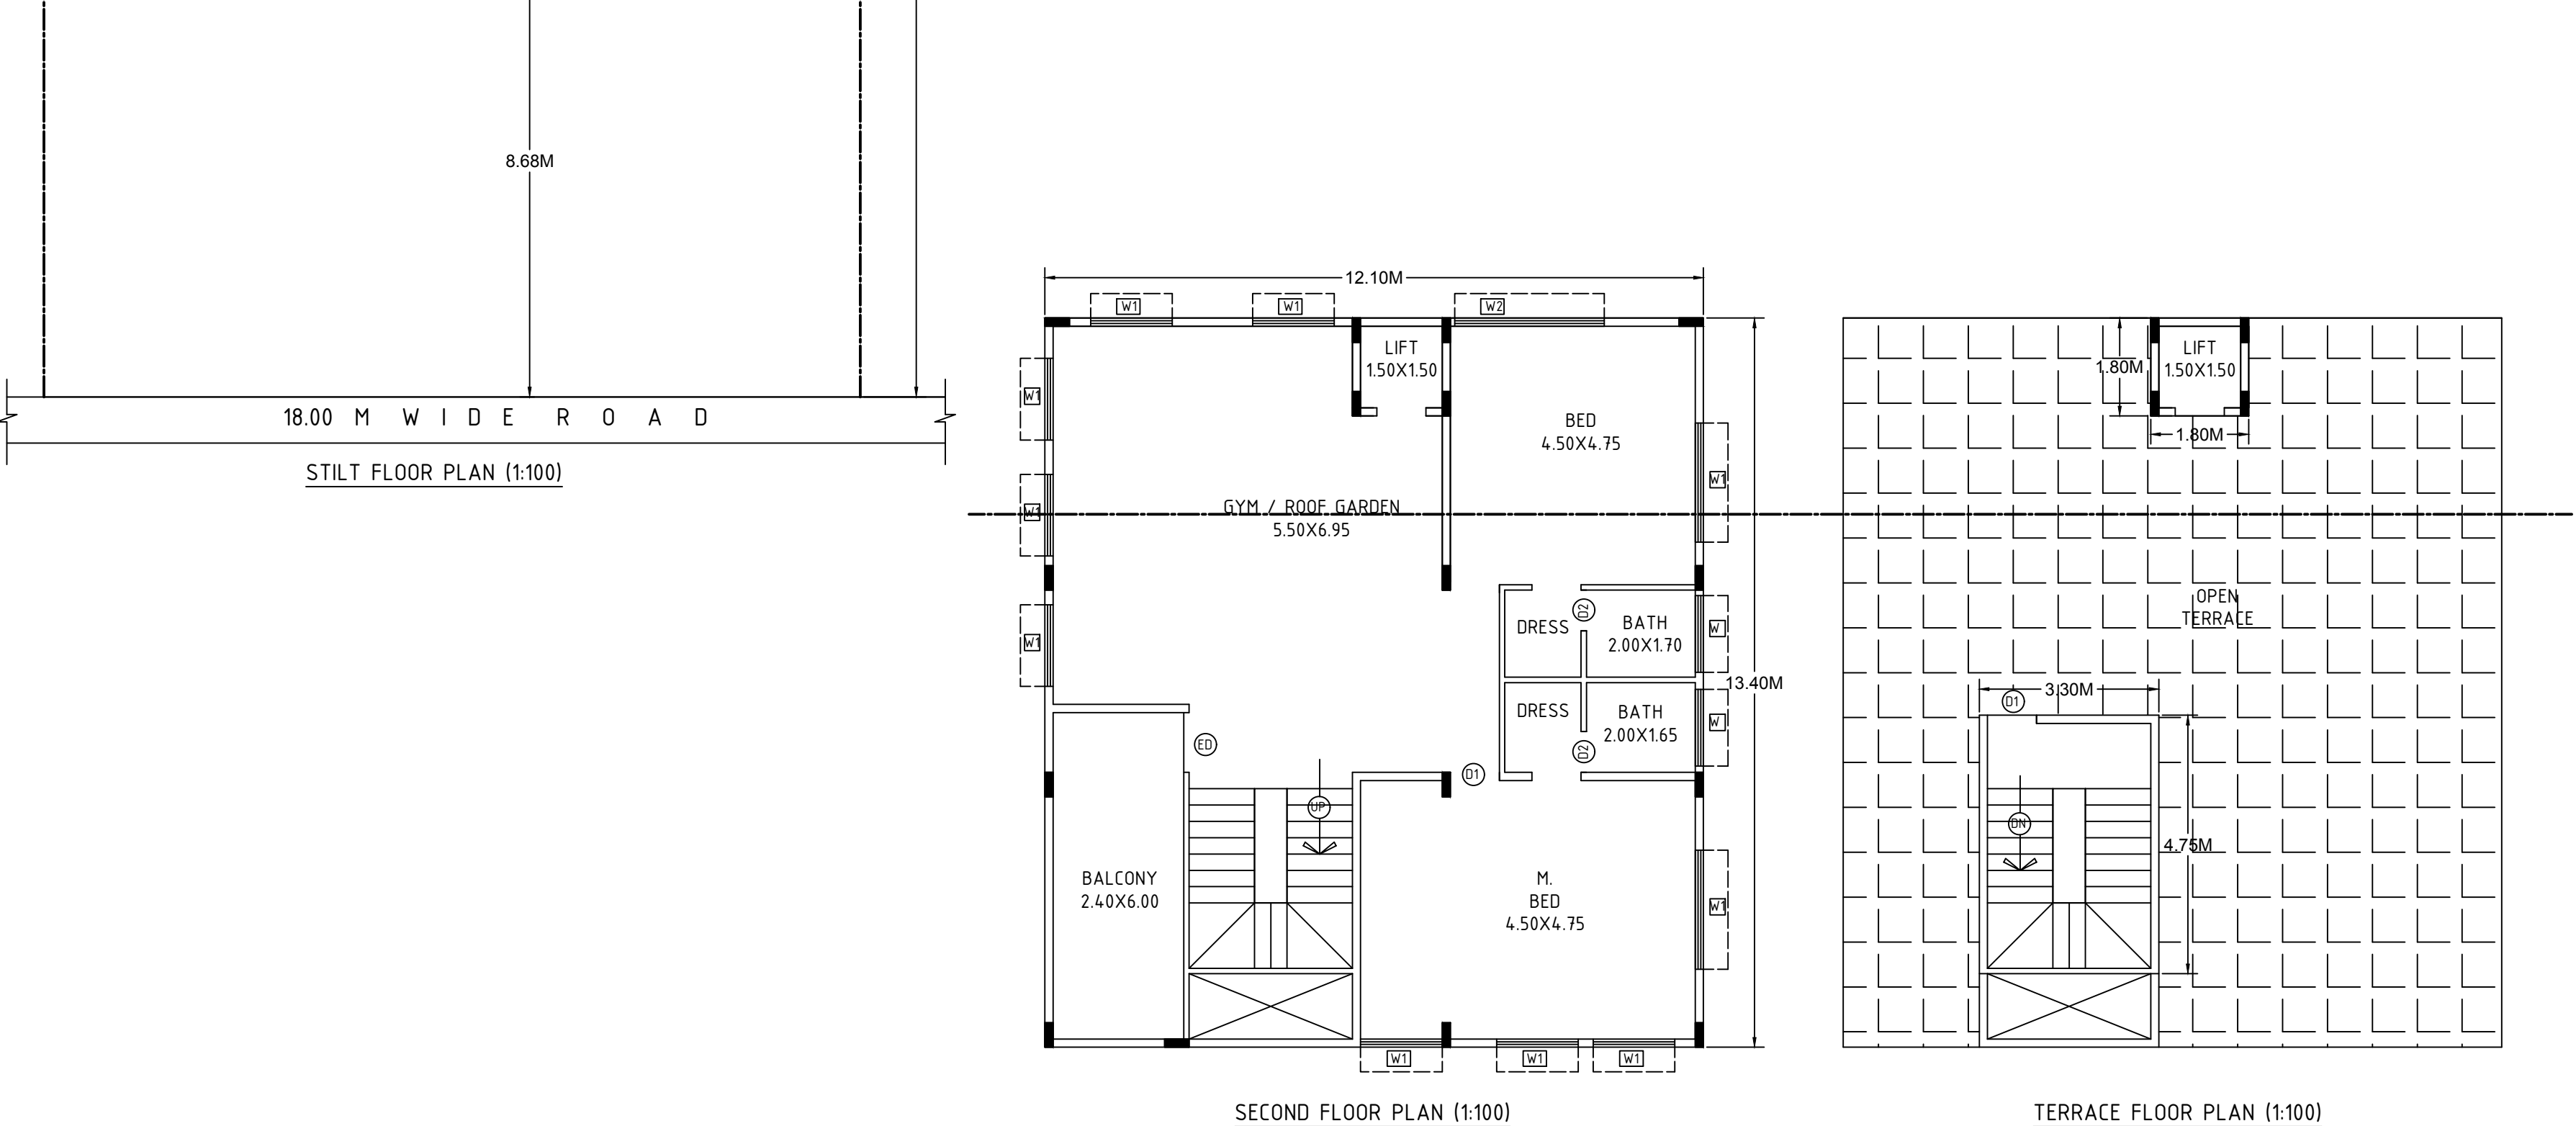 8.68M
18.00 M WIDE ROAD
STILT FLOOR PLAN (1:100)
12.10M
W1
W1
W2
LIFT
1.50X1.50
W1
BED
4.50X4.75
W1
W1
GYM / ROOF GARDEN
5.50X6.95
W1
DRESS
D2
BATH
2.00X1.70
W
13.40M
DRESS
BATH
2.00X1.65
W
D2
ED
D1
UP
BALCONY
2.40X6.00
M.
BED
4.50X4.75
W1
W1
W1
W1
SECOND FLOOR PLAN (1:100)
LIFT
1.50X1.50
1.80M
1.80M
OPEN
TERRACE
3.30M
D1
DN
4.75M
TERRACE FLOOR PLAN (1:100)